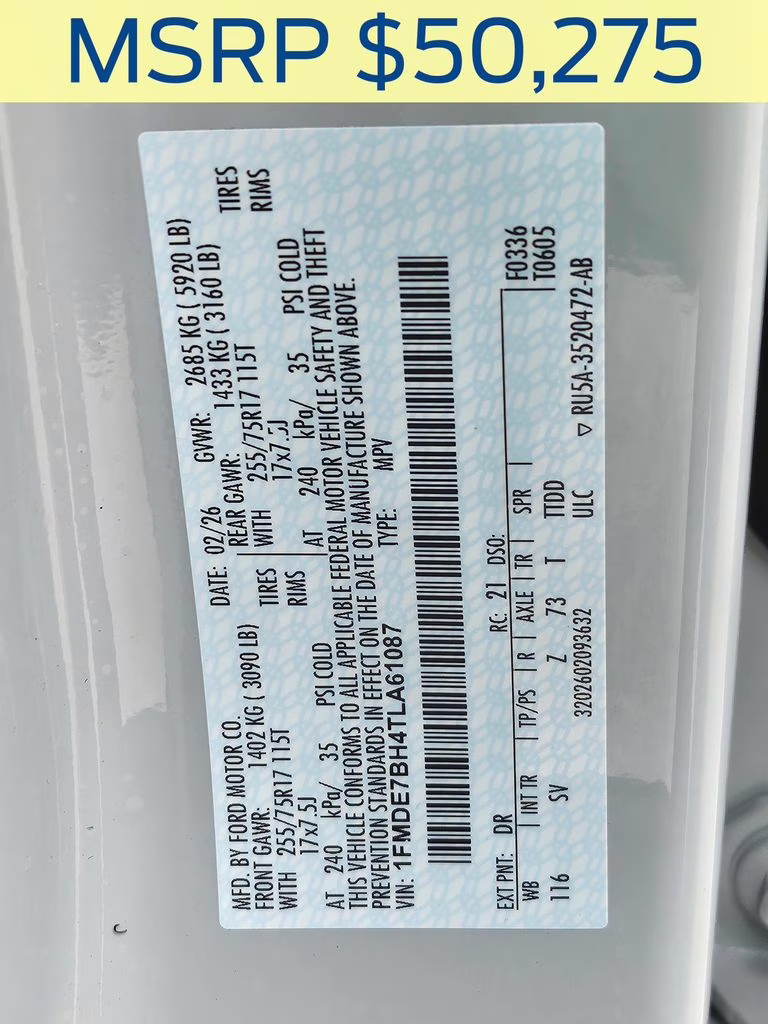 MSRP $50,275
MFD. BY FORD MOTOR CO.
DATE: 02/26 GVWR: 2685 KG ( 5920 LB)
FRONT GAWR: 1402 KG ( 3090 LB) REAR GAWR: 1433 KG ( 3160 LB)
WITH 255/75R17 115T TIRES WITH 255/75R17 115T TIRES
17x7.5J RIMS 17x7.5J RIMS
AT 240 kPa/ 35 PSI COLD AT 240 kPa/ 35 PSI COLD
THIS VEHICLE CONFORMS TO ALL APPLICABLE FEDERAL MOTOR VEHICLE SAFETY AND THEFT
PREVENTION STANDARDS IN EFFECT ON THE DATE OF MANUFACTURE SHOWN ABOVE.
VIN: 1FMDE7BH4TLA61087 TYPE: MPV
EXT PNT: DR RC: 21 DSO: F0336
WB INT TR TP/PS R AXLE TR SPR T0605
116 SV Z 73 T TTDD
3202602093632 ULC ▽ RU5A-3520472-AB